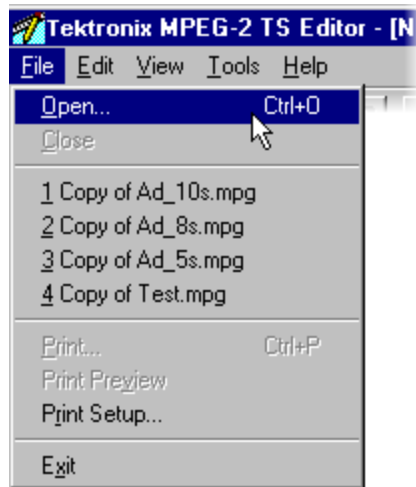 Tektronix MPEG-2 TS Editor - [N
File Edit View Tools Help
Open... Ctrl+O
Close
1 Copy of Ad_10s.mpg
2 Copy of Ad_8s.mpg
3 Copy of Ad_5s.mpg
4 Copy of Test.mpg
Print... Ctrl+P
Print Preview
Print Setup...
Exit